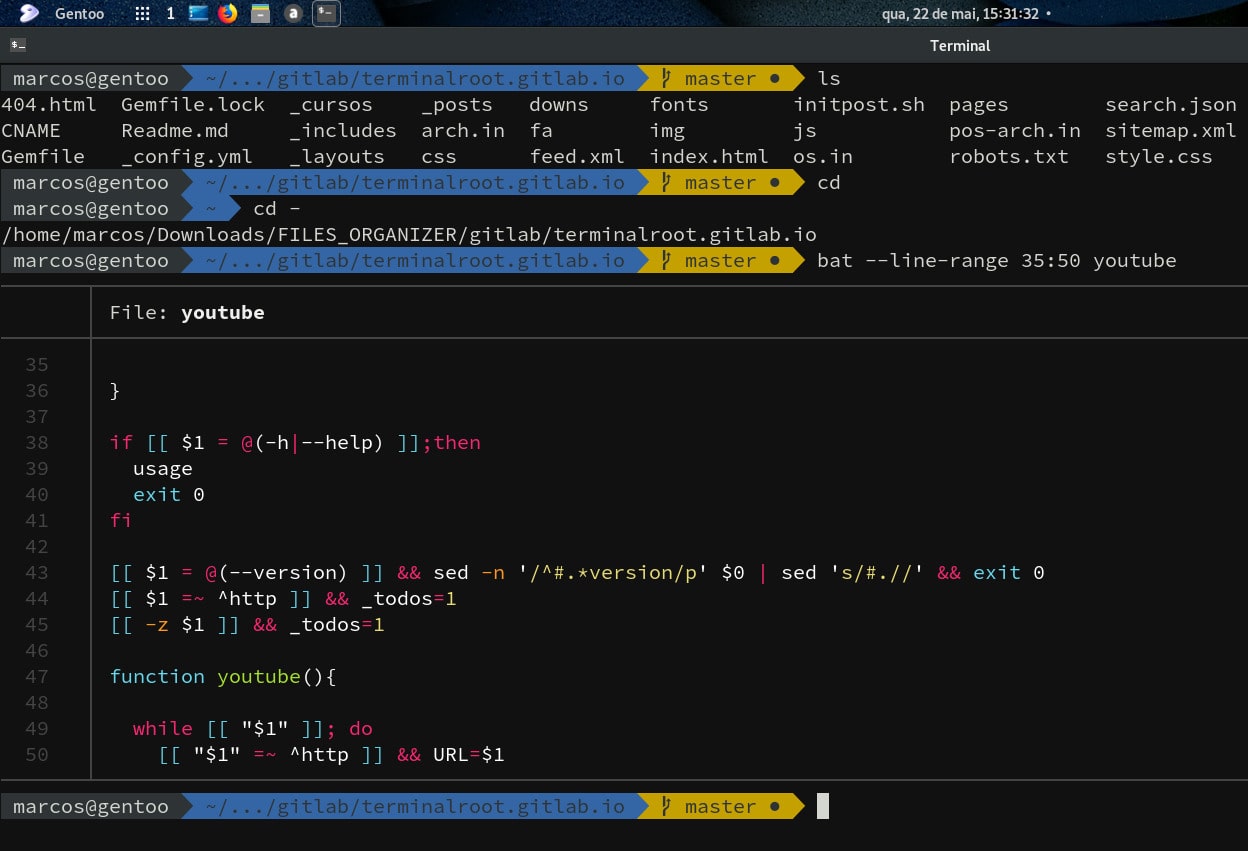 Gentoo 1 a $_ qua, 22 de mai, 15:31:32 •
$_ Terminal
marcos@gentoo ~/.../gitlab/terminalroot.gitlab.io master ● ls
404.html Gemfile.lock _cursos _posts downs fonts initpost.sh pages search.json
CNAME Readme.md _includes arch.in fa img js pos-arch.in sitemap.xml
Gemfile _config.yml _layouts css feed.xml index.html os.in robots.txt style.css
marcos@gentoo ~/.../gitlab/terminalroot.gitlab.io master ● cd
marcos@gentoo ~ cd -
/home/marcos/Downloads/FILES_ORGANIZER/gitlab/terminalroot.gitlab.io
marcos@gentoo ~/.../gitlab/terminalroot.gitlab.io master ● bat --line-range 35:50 youtube
File: youtube
35
36 }
37
38 if [[ $1 = @(-h|--help) ]];then
39 usage
40 exit 0
41 fi
42
43 [[ $1 = @(--version) ]] && sed -n '/^#.*version/p' $0 | sed 's/#.//' && exit 0
44 [[ $1 =~ ^http ]] && _todos=1
45 [[ -z $1 ]] && _todos=1
46
47 function youtube(){
48
49 while [[ "$1" ]]; do
50 [[ "$1" =~ ^http ]] && URL=$1
marcos@gentoo ~/.../gitlab/terminalroot.gitlab.io master ●